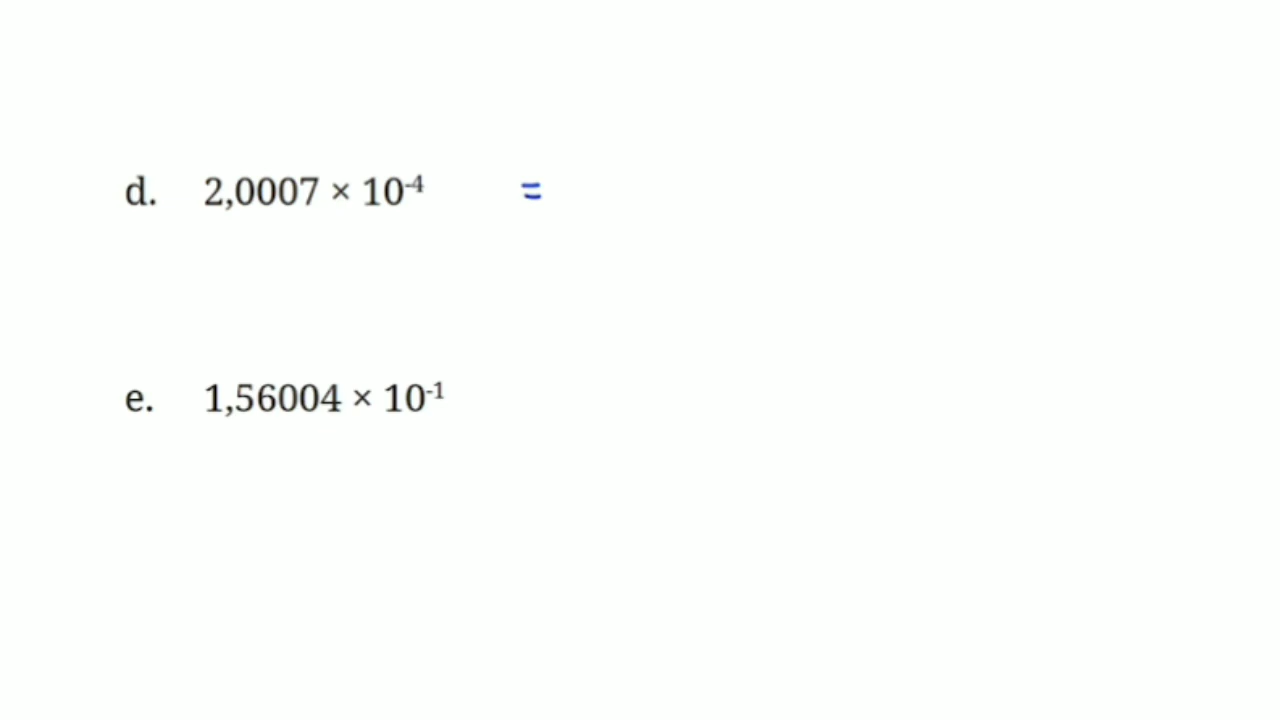 d. 2,0007 × 10⁻⁴ =
e. 1,56004 × 10⁻¹